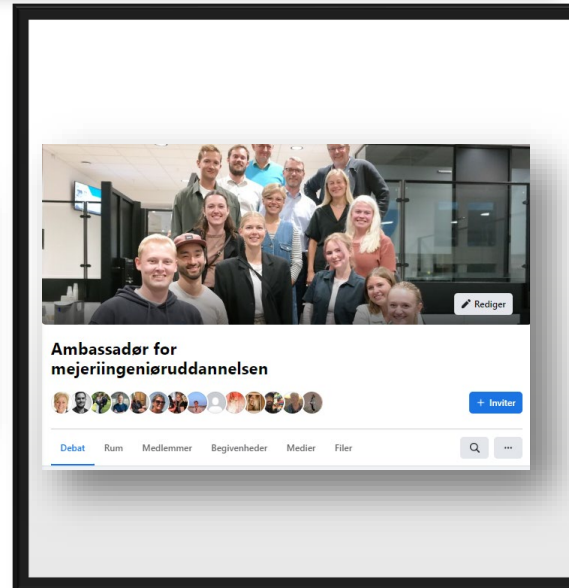 Rediger
Ambassadør for
mejeriingeniøruddannelsen
+ Inviter
Debat Rum Medlemmer Begivenheder Medier Filer